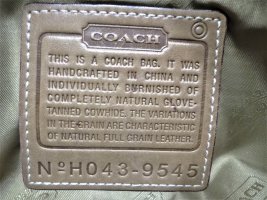 COACH
THIS IS A COACH BAG. IT WAS
HANDCRAFTED IN CHINA AND
INDIVIDUALLY BURNISHED OF
COMPLETELY NATURAL GLOVE-
TANNED COWHIDE. THE VARIATIONS
IN THE GRAIN ARE CHARACTERISTIC
OF NATURAL FULL GRAIN LEATHER.
NºH043-9545
COACH